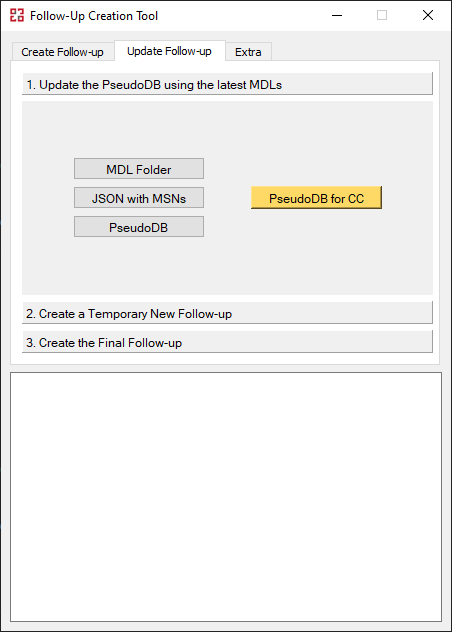 Follow-Up Creation Tool
Create Follow-up Update Follow-up Extra
1. Update the PseudoDB using the latest MDLs
MDL Folder
JSON with MSNs
PseudoDB for CC
PseudoDB
2. Create a Temporary New Follow-up
3. Create the Final Follow-up